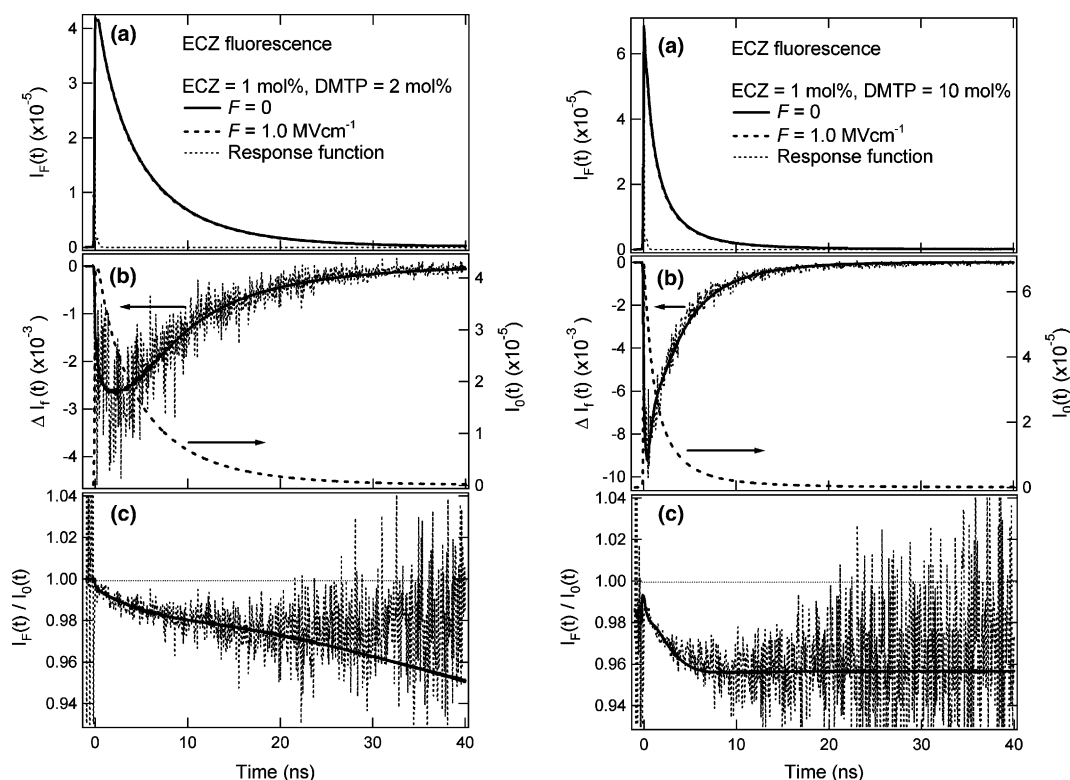 (a)
ECZ fluorescence
ECZ = 1 mol%, DMTP = 2 mol%
F = 0
F = 1.0 MVcm⁻¹
Response function
I_F(t) (x10⁻⁵)
4
2
0
(b)
Δ I_f (t) (x10⁻³)
0
-1
-2
-3
-4
I_0(t) (x10⁻⁵)
4
3
2
1
0
(c)
I_F(t) / I_0(t)
1.04
1.02
1.00
0.98
0.96
0.94
0 10 20 30 40
Time (ns)
(a)
ECZ fluorescence
ECZ = 1 mol%, DMTP = 10 mol%
F = 0
F = 1.0 MVcm⁻¹
Response function
I_F(t) (x10⁻⁵)
6
4
2
0
(b)
Δ I_f (t) (x10⁻³)
0
-2
-4
-6
-8
-10
I_0(t) (x10⁻⁵)
6
4
2
0
(c)
I_F(t) / I_0(t)
1.04
1.02
1.00
0.98
0.96
0.94
0 10 20 30 40
Time (ns)